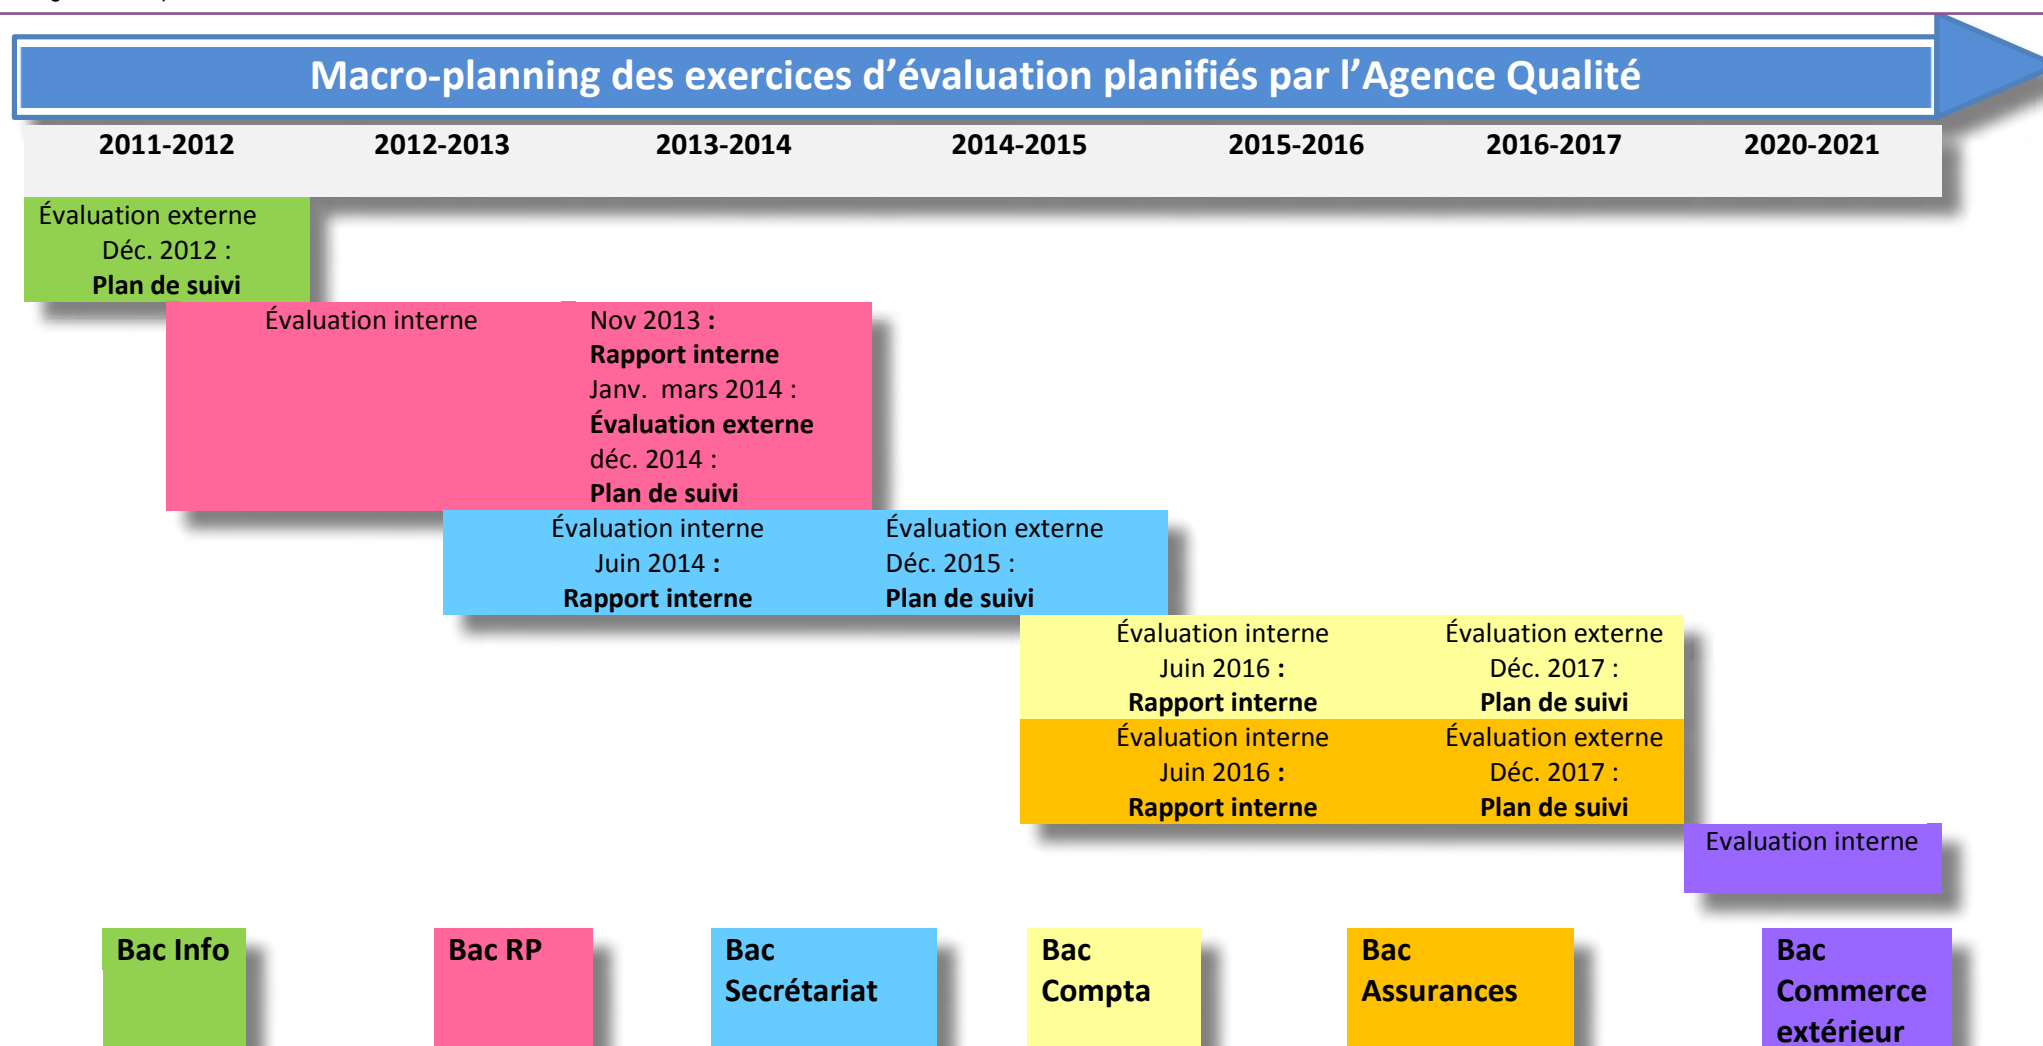 Macro-planning des exercices d’évaluation planifiés par l’Agence Qualité
2011-2012 2012-2013 2013-2014 2014-2015 2015-2016 2016-2017 2020-2021
Évaluation externe
Déc. 2012 :
Plan de suivi
Évaluation interne
Nov 2013 :
Rapport interne
Janv. mars 2014 :
Évaluation externe
déc. 2014 :
Plan de suivi
Évaluation interne
Juin 2014 :
Rapport interne
Évaluation externe
Déc. 2015 :
Plan de suivi
Évaluation interne
Juin 2016 :
Rapport interne
Évaluation externe
Déc. 2017 :
Plan de suivi
Évaluation interne
Juin 2016 :
Rapport interne
Évaluation externe
Déc. 2017 :
Plan de suivi
Evaluation interne
Bac Info
Bac RP
Bac
Secrétariat
Bac
Compta
Bac
Assurances
Bac
Commerce
extérieur